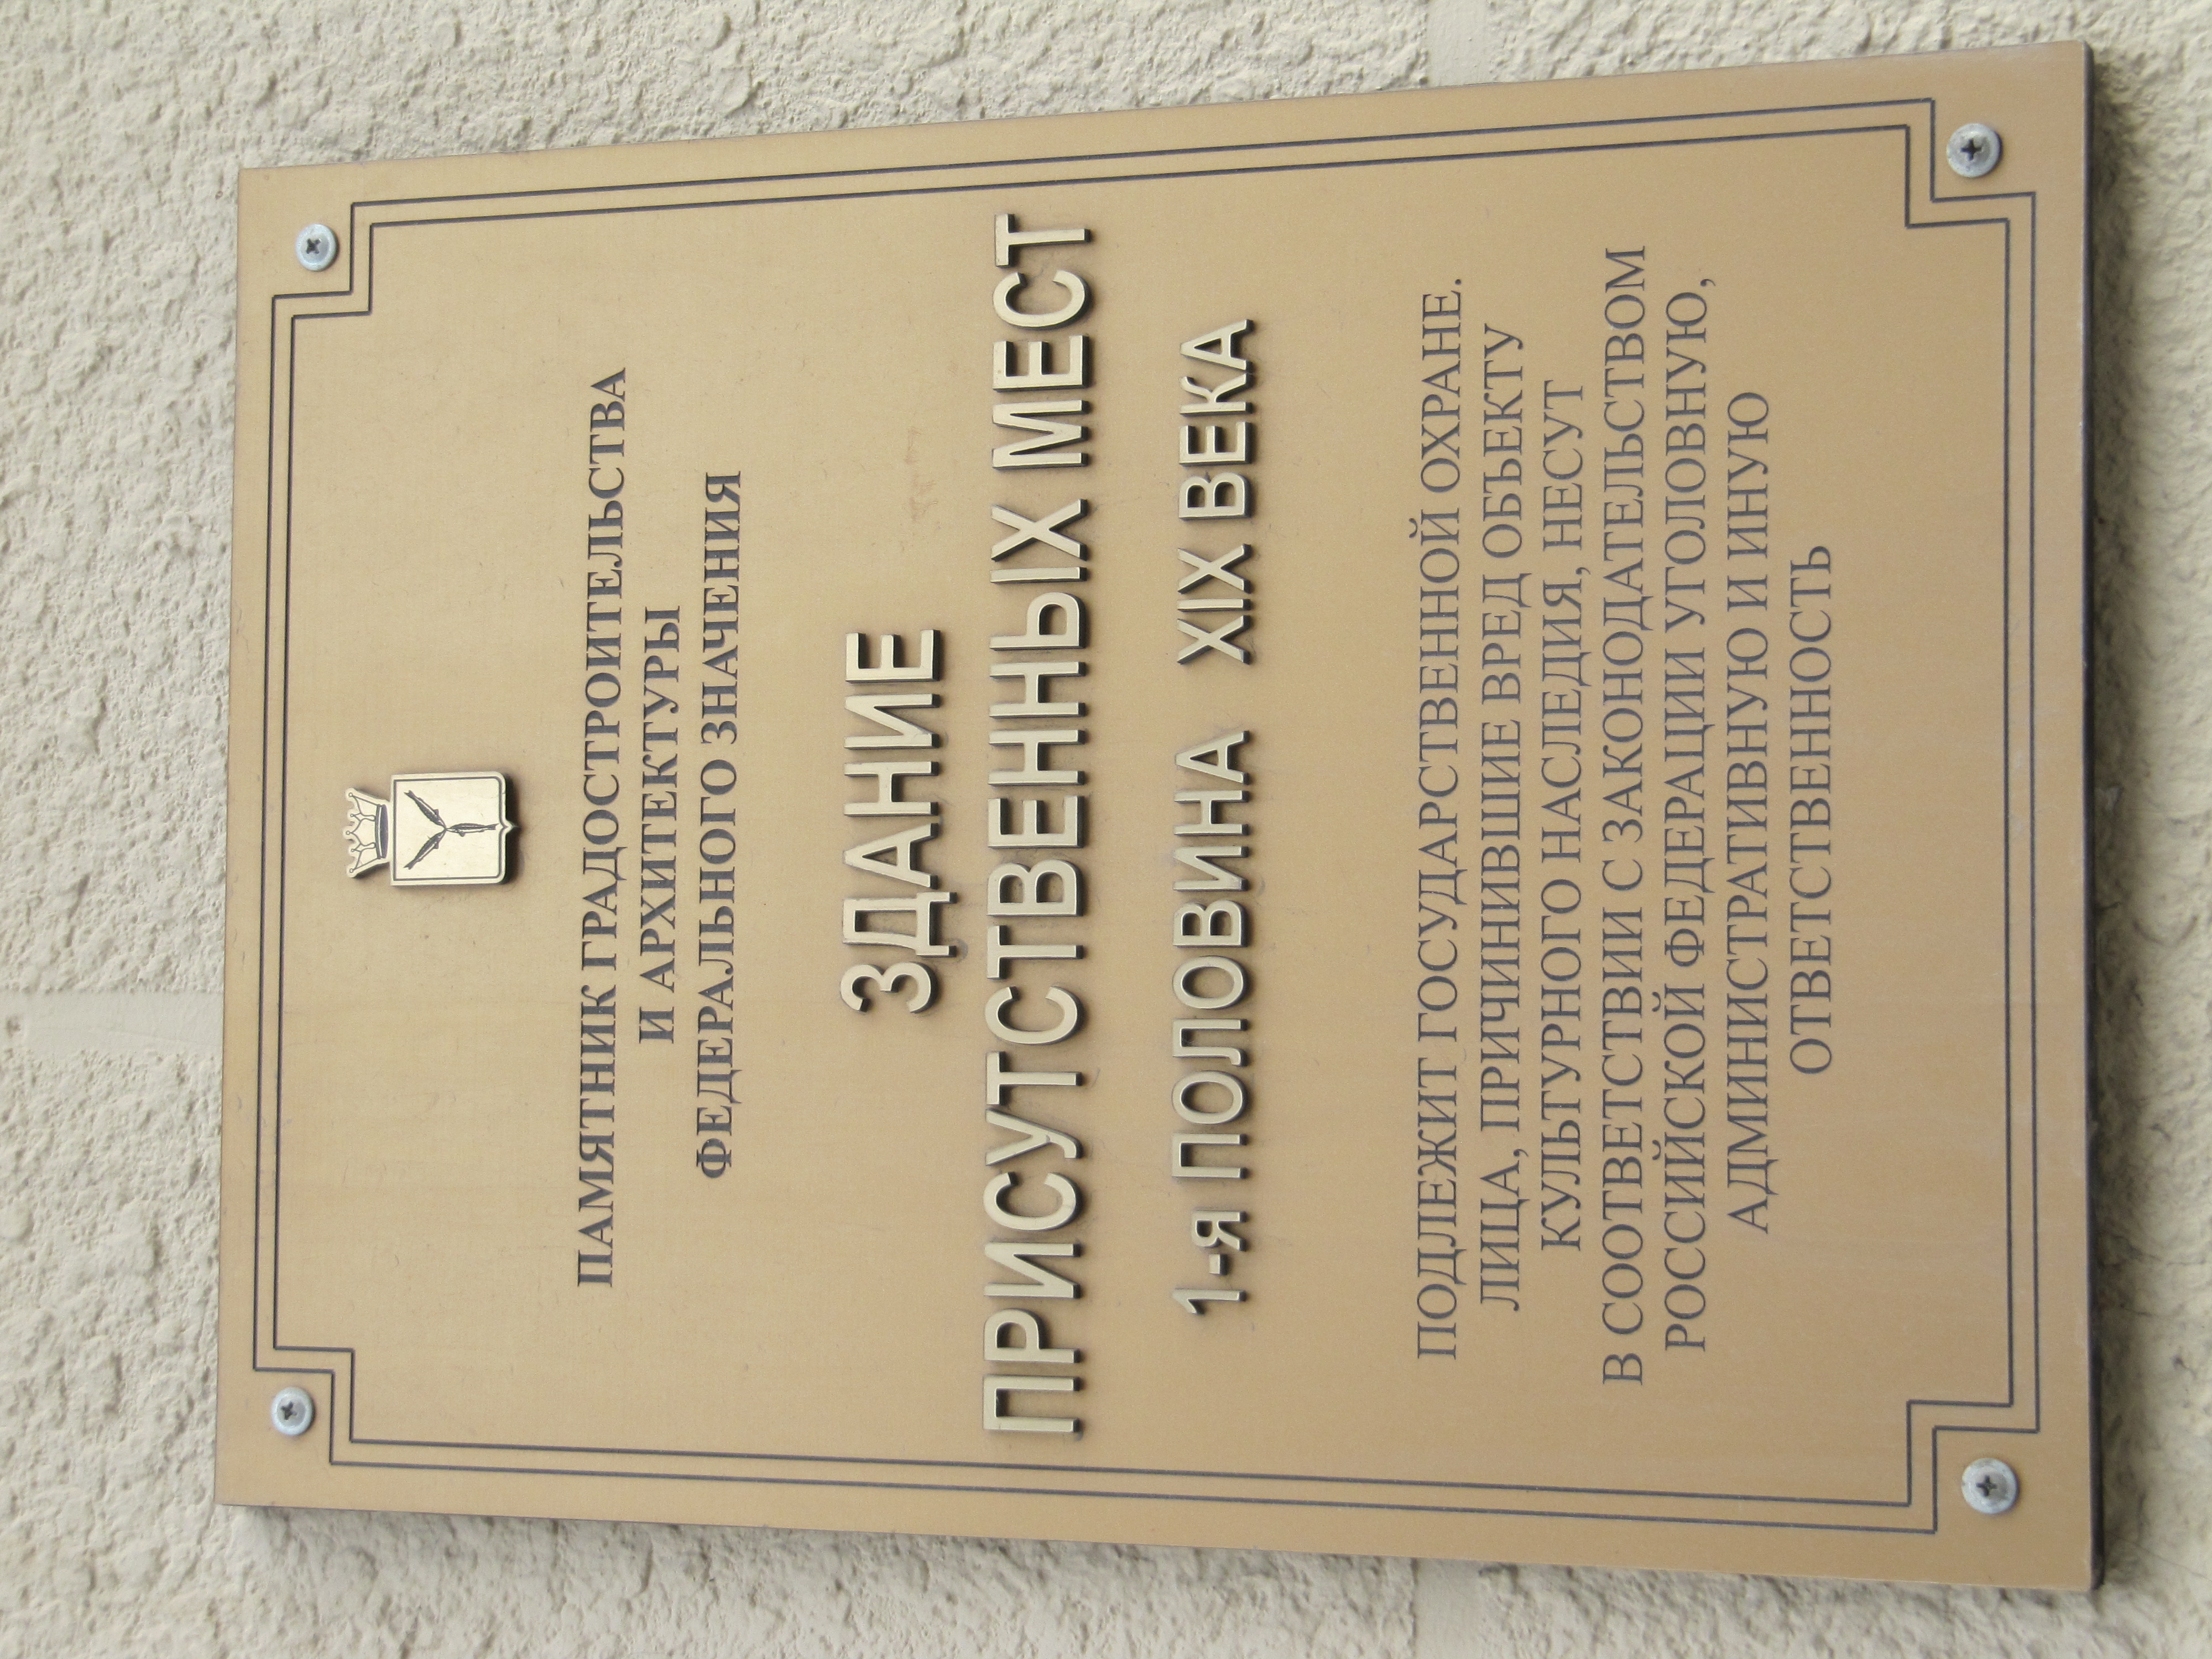 ПАМЯТНИК ГРАДОСТРОИТЕЛЬСТВА
И АРХИТЕКТУРЫ
ФЕДЕРАЛЬНОГО ЗНАЧЕНИЯ
ЗДАНИЕ
ПРИСУТСТВЕННЫХ МЕСТ
1-я ПОЛОВИНА XIX ВЕКА
ПОДЛЕЖИТ ГОСУДАРСТВЕННОЙ ОХРАНЕ.
ЛИЦА, ПРИЧИНИВШИЕ ВРЕД ОБЪЕКТУ
КУЛЬТУРНОГО НАСЛЕДИЯ, НЕСУТ
В СООТВЕТСТВИИ С ЗАКОНОДАТЕЛЬСТВОМ
РОССИЙСКОЙ ФЕДЕРАЦИИ УГОЛОВНУЮ,
АДМИНИСТРАТИВНУЮ И ИНУЮ
ОТВЕТСТВЕННОСТЬ